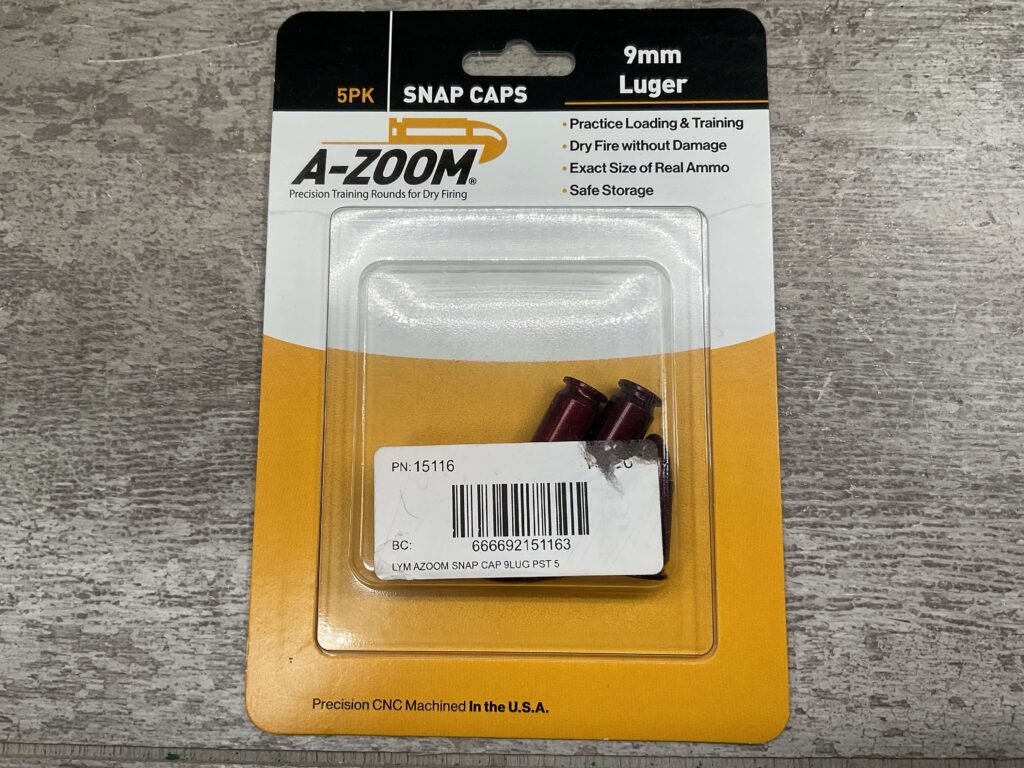 9mm
Luger
5PK SNAP CAPS
A-ZOOM®
Precision Training Rounds for Dry Firing
• Practice Loading & Training
• Dry Fire without Damage
• Exact Size of Real Ammo
• Safe Storage
PN: 15116
BC: 666692151163
LYM AZOOM SNAP CAP 9LUG PST 5
Precision CNC Machined In the U.S.A.